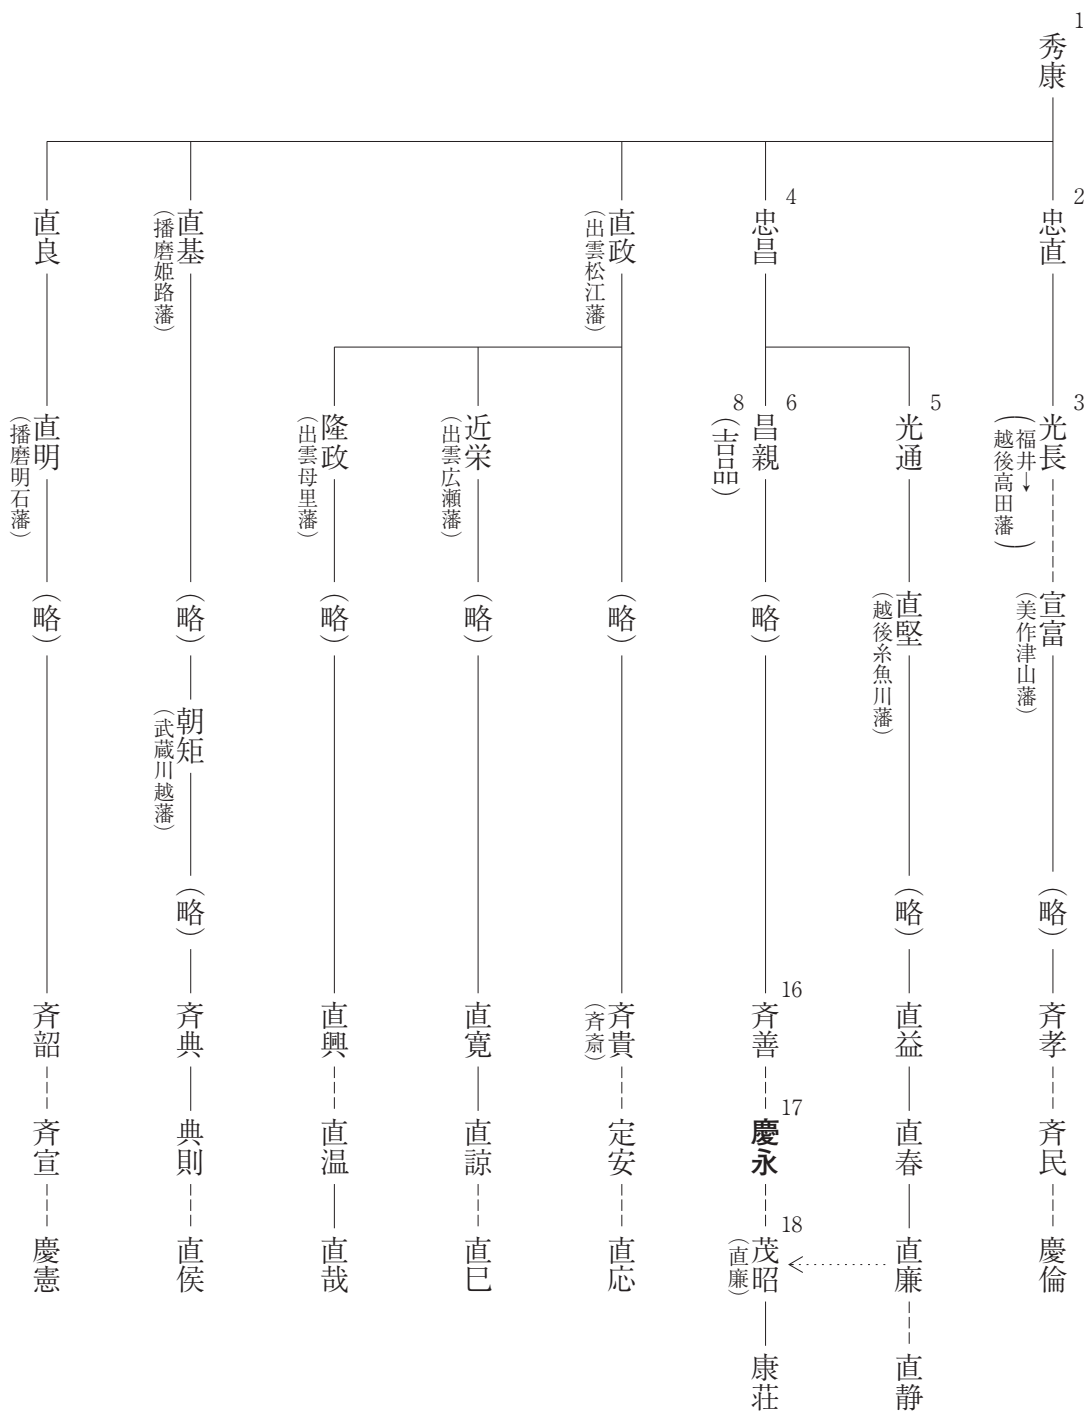 1
秀康
2
忠直
3
光長
(福井→
越後高田藩)
宣富
(美作津山藩)
(略)
斉孝
斉民
慶倫
5
光通
直堅
(越後糸魚川藩)
(略)
直益
直春
直廉
直静
4
忠昌
6
昌親
8
(吉品)
(略)
16
斉善
17
慶永
18
茂昭
(直廉)
康荘
直政
(出雲松江藩)
(略)
斉貴
(斉斎)
定安
直応
近栄
(出雲広瀬藩)
(略)
直寛
直諒
直巳
隆政
(出雲母里藩)
(略)
直興
直温
直哉
直基
(播磨姫路藩)
(略)
朝矩
(武蔵川越藩)
(略)
斉典
典則
直侯
直良
直明
(播磨明石藩)
(略)
斉韶
斉宣
慶憲